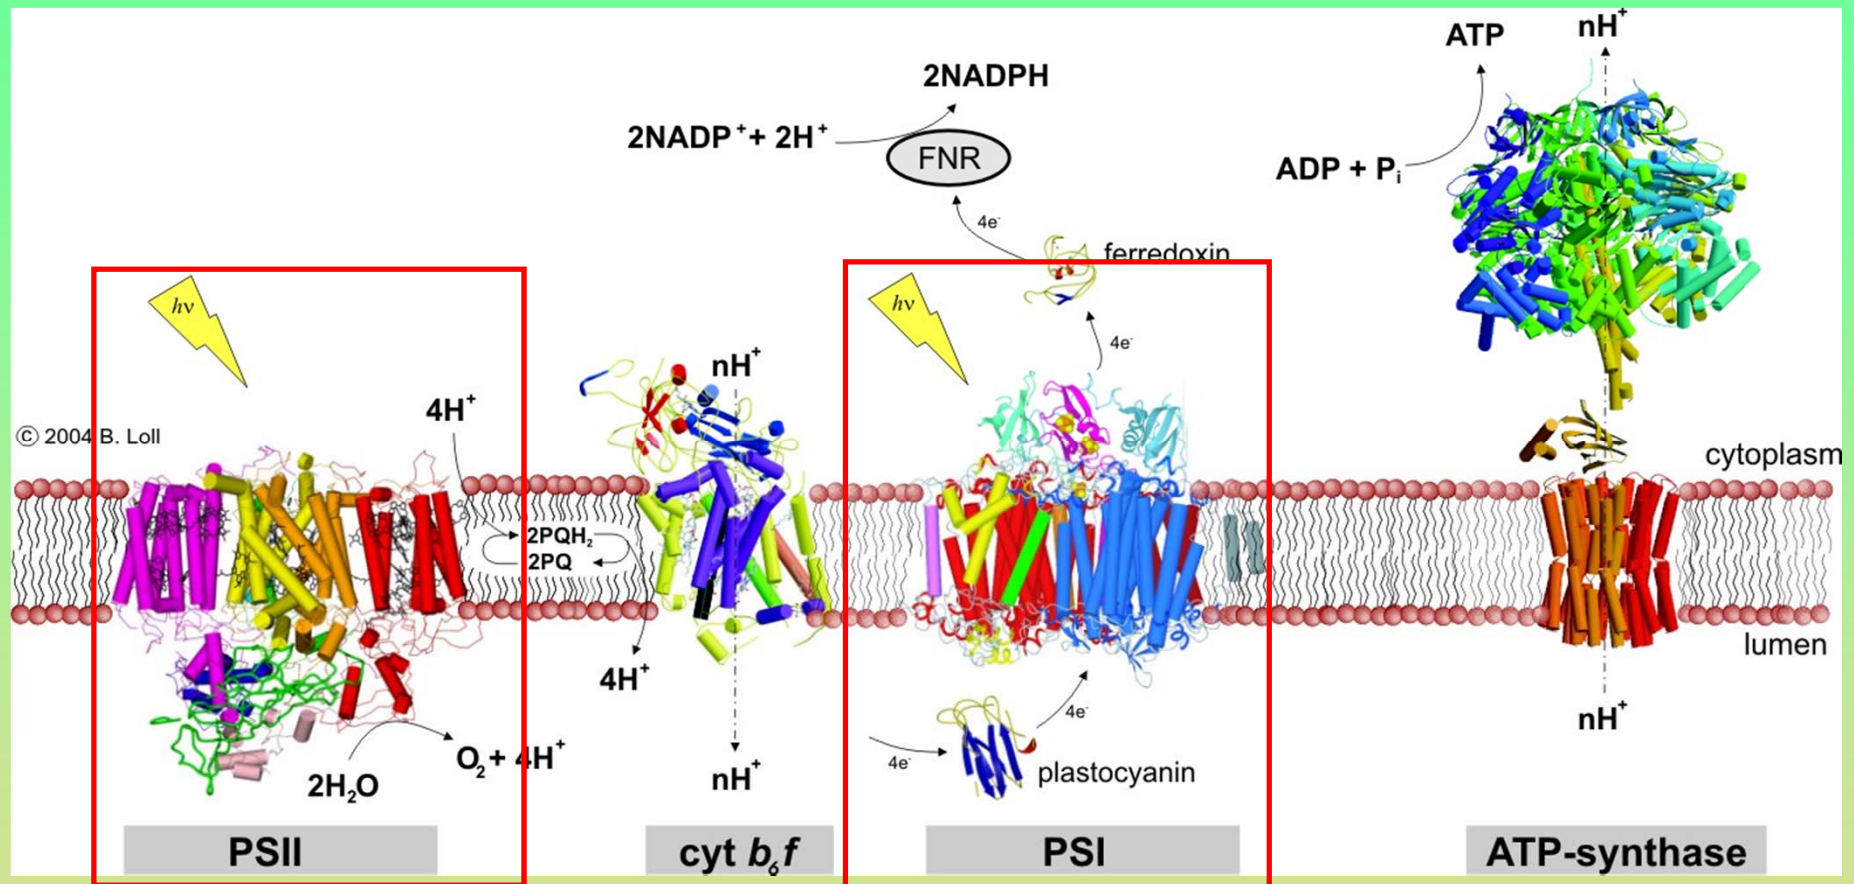 ATP
nH⁺
2NADPH
2NADP⁺ + 2H⁺
FNR
ADP + Pᵢ
4e⁻
ferredoxin
hν
hν
4e⁻
nH⁺
4H⁺
© 2004 B. Loll
cytoplasm
2PQH₂
2PQ
lumen
4H⁺
4e⁻
nH⁺
O₂ + 4H⁺
4e⁻
plastocyanin
nH⁺
2H₂O
PSII
cyt b₆f
PSI
ATP-synthase